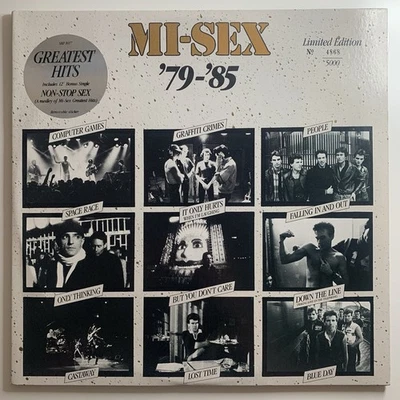 GREATEST
HITS
Includes 12" Bonus Single
NON-STOP SEX
(A medley of Mi-Sex Greatest Hits)
MI-SEX
'79-'85
Limited Edition
Nº 4988
5000
COMPUTER GAMES
GRAFFITI CRIMES
PEOPLE
SPACE RACE
IT ONLY HURTS
WHEN I'M LAUGHING
FALLING IN AND OUT
ONLY THINKING
BUT YOU DON'T CARE
DOWN THE LINE
CASTAWAY
LOST TIME
BLUE DAY